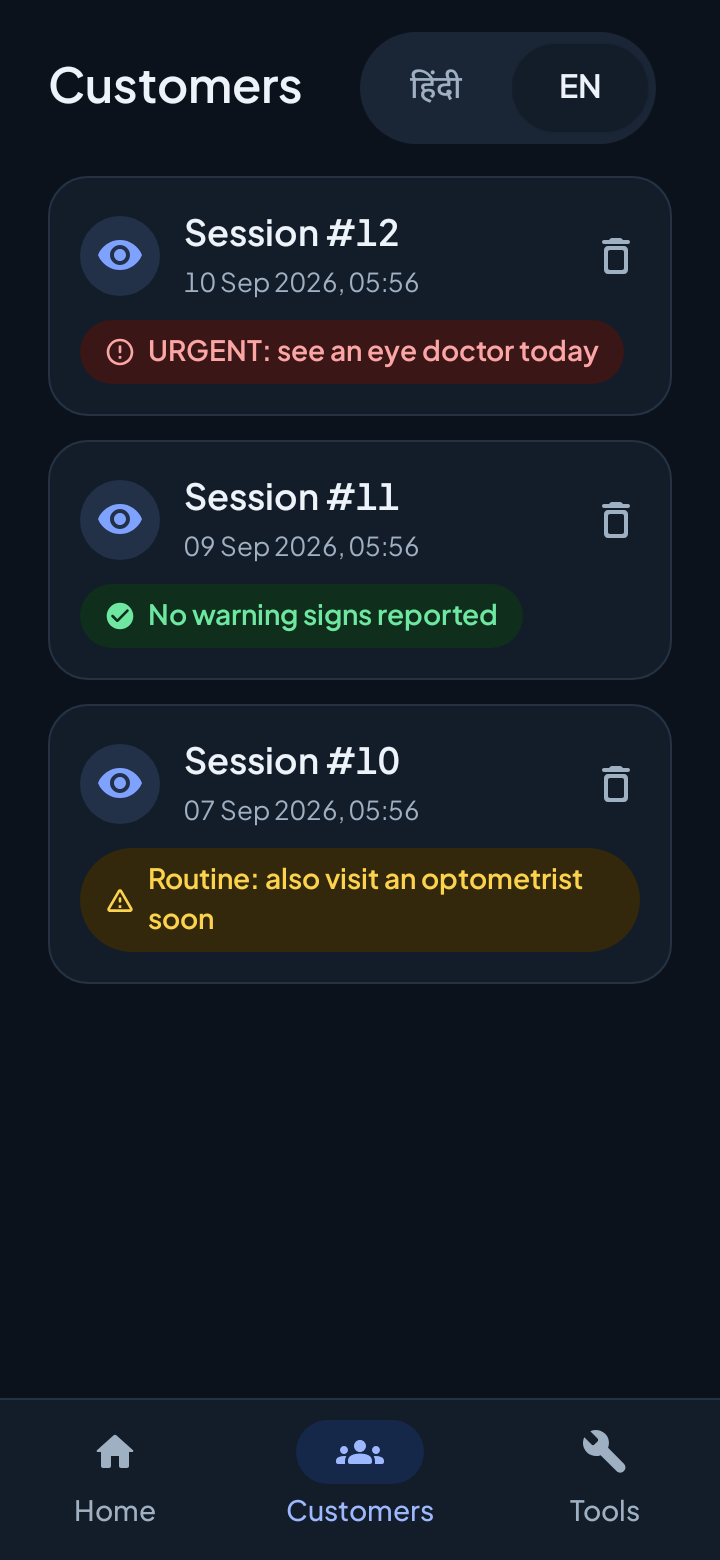 Customers
हिंदी
EN
Session #12
10 Sep 2026, 05:56
URGENT: see an eye doctor today
Session #11
09 Sep 2026, 05:56
No warning signs reported
Session #10
07 Sep 2026, 05:56
Routine: also visit an optometrist
soon
Home
Customers
Tools